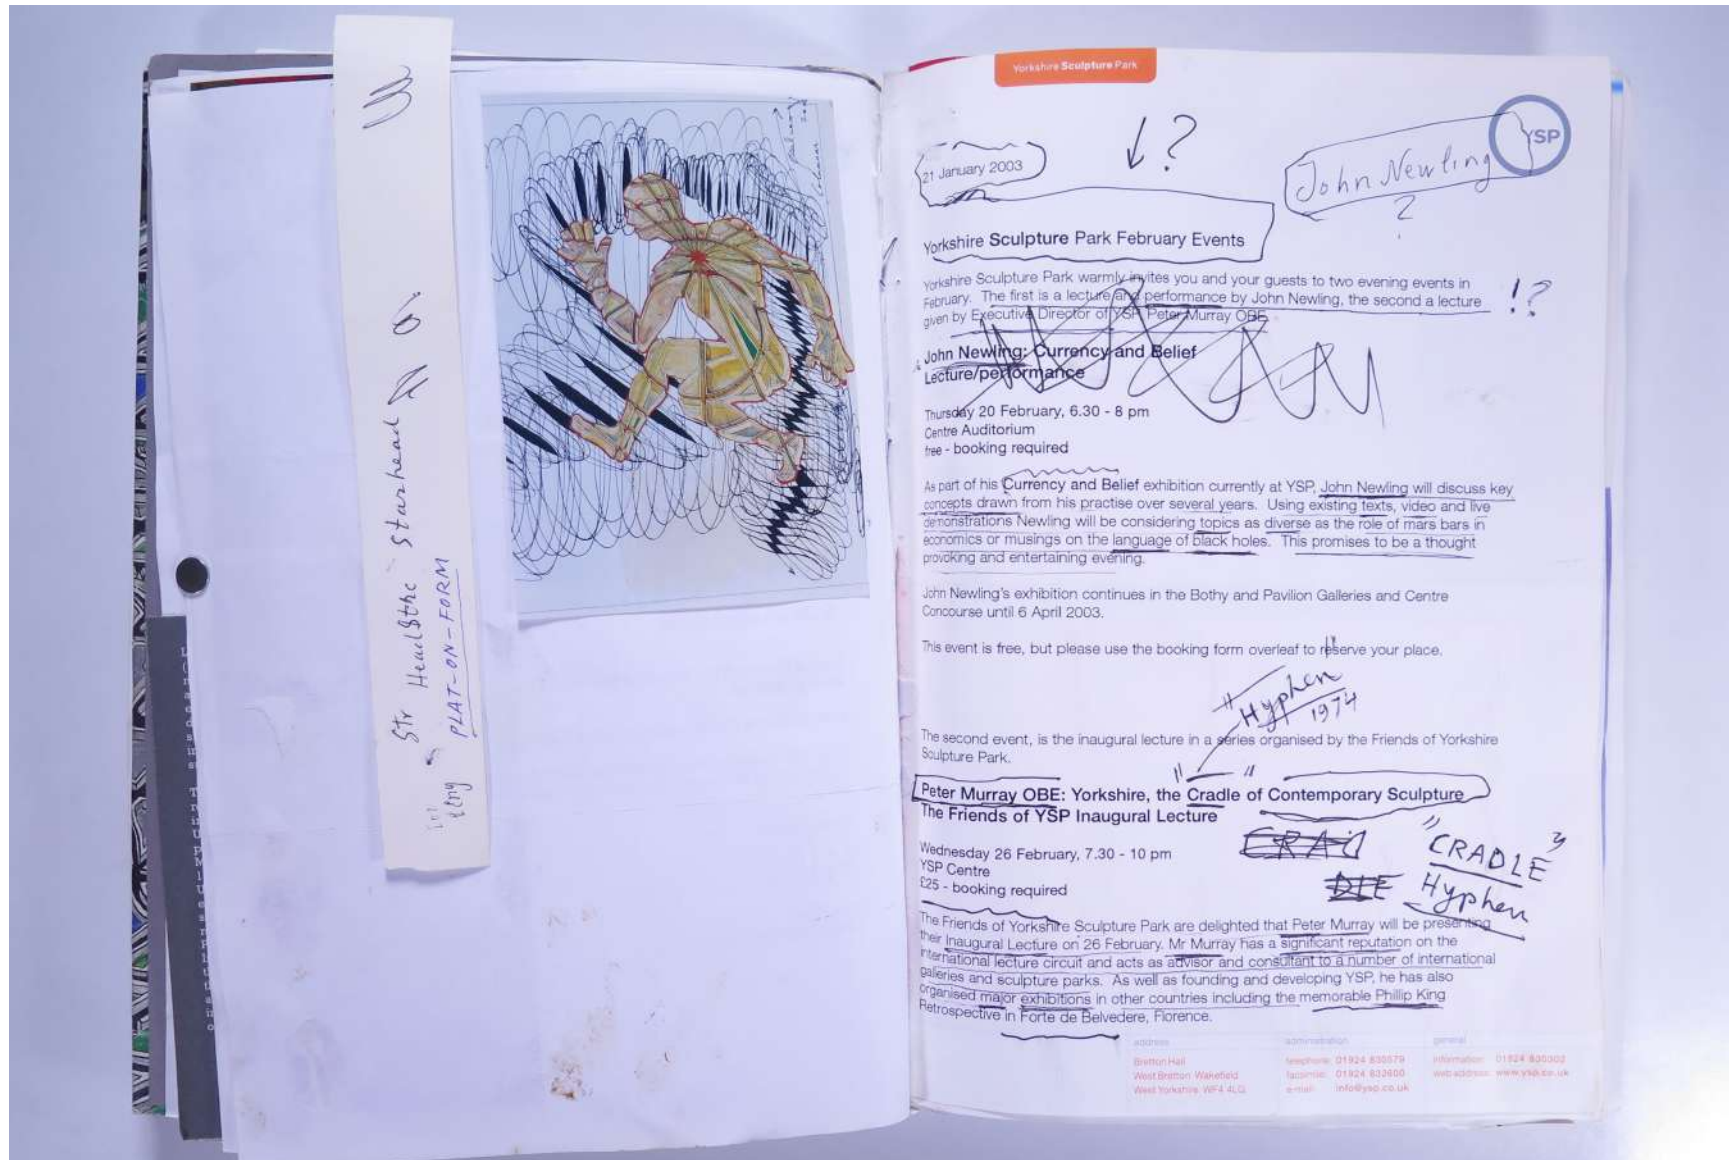 Str Head & the Starhead
PLAT-ON-FORM
Yorkshire Sculpture Park
YSP
21 January 2003
↓?
John Newling
?
Yorkshire Sculpture Park February Events
Yorkshire Sculpture Park warmly invites you and your guests to two evening events in
February. The first is a lecture and performance by John Newling, the second a lecture
given by Executive Director of YSP, Peter Murray OBE.
!?
John Newling: Currency and Belief
Lecture/performance
Thursday 20 February, 6.30 - 8 pm
Centre Auditorium
free - booking required
As part of his Currency and Belief exhibition currently at YSP, John Newling will discuss key
concepts drawn from his practise over several years. Using existing texts, video and live
demonstrations Newling will be considering topics as diverse as the role of mars bars in
economics or musings on the language of black holes. This promises to be a thought
provoking and entertaining evening.
John Newling's exhibition continues in the Bothy and Pavilion Galleries and Centre
Concourse until 6 April 2003.
This event is free, but please use the booking form overleaf to reserve your place.
"Hyphen
1974
The second event, is the inaugural lecture in a series organised by the Friends of Yorkshire
Sculpture Park.
Peter Murray OBE: Yorkshire, the "Cradle" of Contemporary Sculpture
The Friends of YSP Inaugural Lecture
CRAD
DLE
"CRADLE"
Hyphen
Wednesday 26 February, 7.30 - 10 pm
YSP Centre
£25 - booking required
The Friends of Yorkshire Sculpture Park are delighted that Peter Murray will be presenting
their Inaugural Lecture on 26 February. Mr Murray has a significant reputation on the
international lecture circuit and acts as advisor and consultant to a number of international
galleries and sculpture parks. As well as founding and developing YSP, he has also
organised major exhibitions in other countries including the memorable Phillip King
Retrospective in Forte de Belvedere, Florence.
address
Bretton Hall
West Bretton Wakefield
West Yorkshire WF4 4LG
administration
telephone: 01924 830579
facsimile: 01924 832600
e-mail: info@ysp.co.uk
general
information: 01924 830302
web address: www.ysp.co.uk